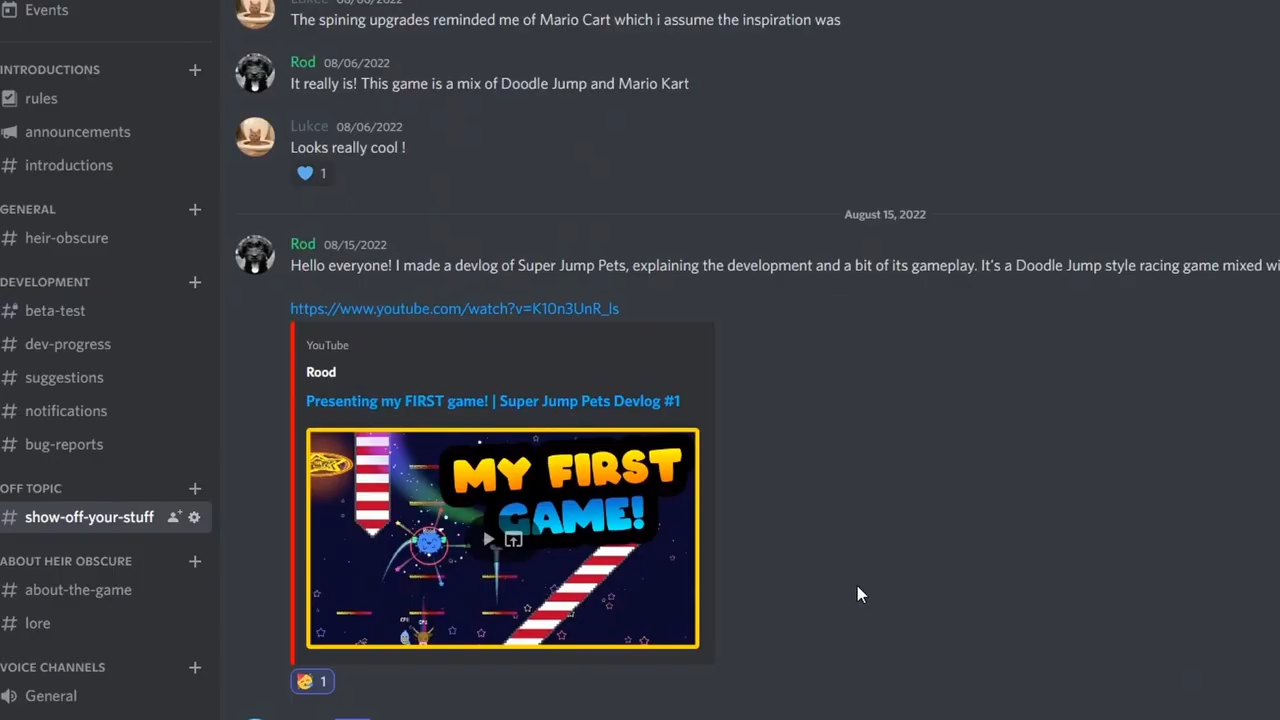 Events
INTRODUCTIONS
rules
announcements
introductions
GENERAL
heir-obscure
DEVELOPMENT
beta-test
dev-progress
suggestions
notifications
bug-reports
OFF TOPIC
show-off-your-stuff
ABOUT HEIR OBSCURE
about-the-game
lore
VOICE CHANNELS
General
Lukce 08/06/2022
The spining upgrades reminded me of Mario Cart which i assume the inspiration was
Rod 08/06/2022
It really is! This game is a mix of Doodle Jump and Mario Kart
Lukce 08/06/2022
Looks really cool !
1
August 15, 2022
Rod 08/15/2022
Hello everyone! I made a devlog of Super Jump Pets, explaining the development and a bit of its gameplay. It's a Doodle Jump style racing game mixed wi
https://www.youtube.com/watch?v=K10n3UnR_ls
YouTube
Rood
Presenting my FIRST game! | Super Jump Pets Devlog #1
MY FIRST
GAME!
1